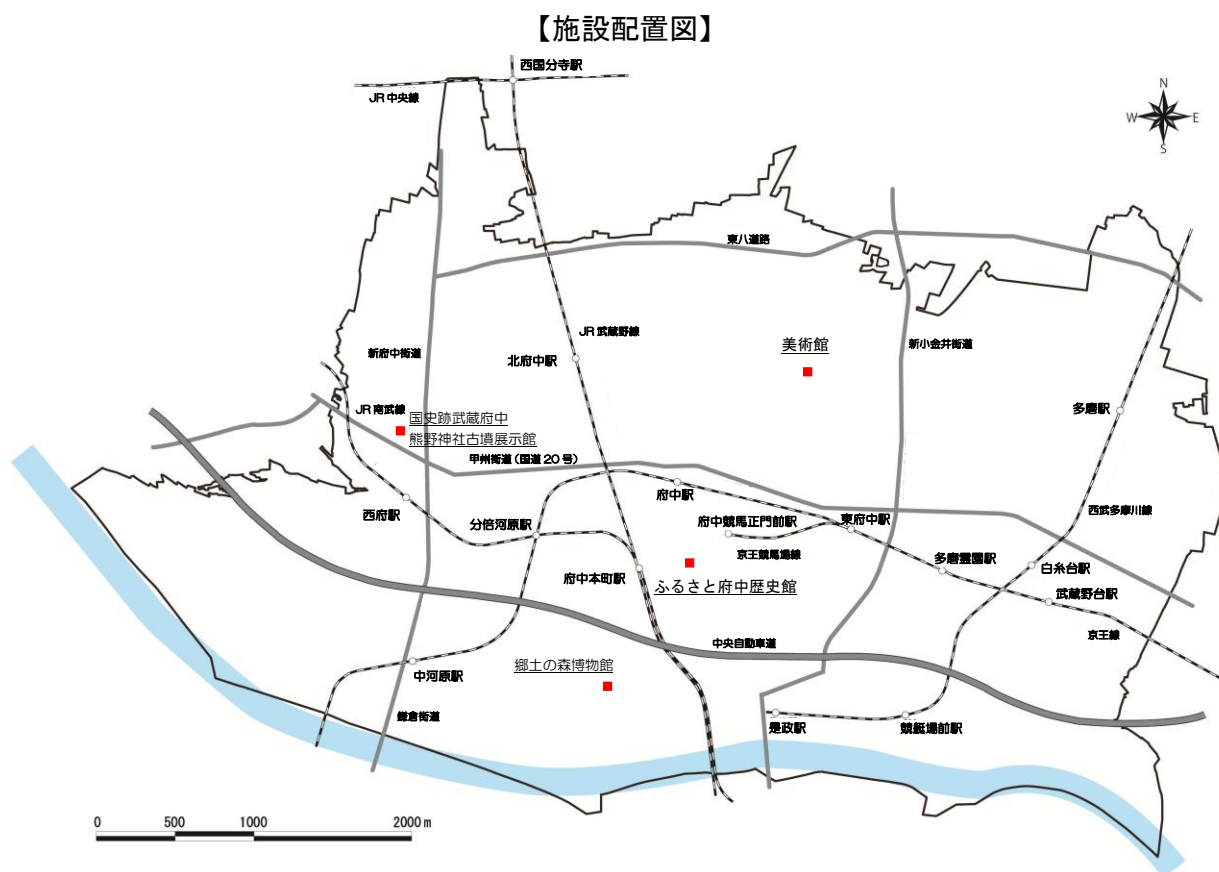 【施設配置図】
西国分寺駅
JR 中央線
N
W
E
S
東八道路
JR 武蔵野線
新府中街道
北府中駅
美術館
新小金井街道
JR 南武線
国史跡武蔵府中
熊野神社古墳展示館
多磨駅
甲州街道(国道20号)
西府駅
府中駅
分倍河原駅
府中競馬正門前駅
東府中駅
西武多摩川線
京王競馬場線
多磨霊園駅
白糸台駅
府中本町駅
ふるさと府中歴史館
武蔵野台駅
京王線
中央自動車道
中河原駅
郷土の森博物館
鎌倉街道
是政駅
競艇場前駅
0 500 1000 2000m